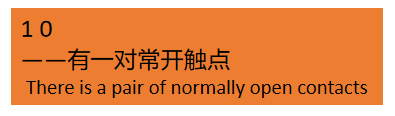 1 0
——有一对常开触点
There is a pair of normally open contacts